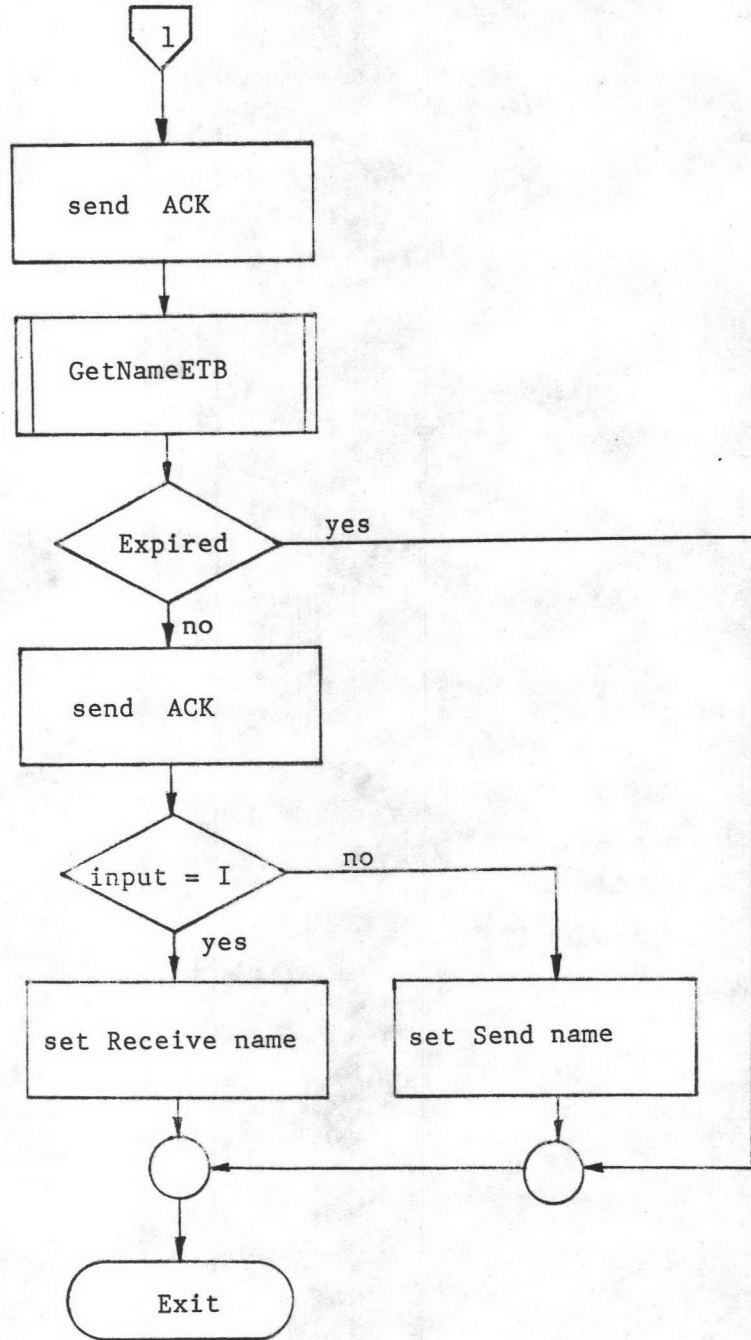 1
send ACK
GetNameETB
Expired
yes
no
send ACK
input = I
no
yes
set Receive name
set Send name
Exit